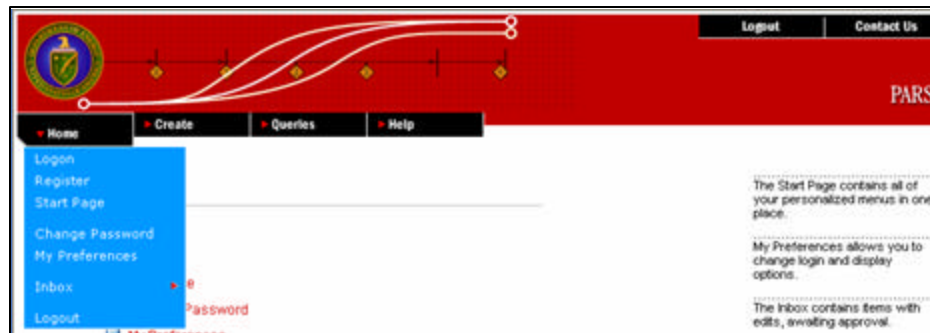 Logout Contact Us
PARS
Home Create Queries Help
Logon
Register
Start Page
Change Password
My Preferences
Inbox
Logout
e
Password
My Preferences
The Start Page contains all of
your personalized menus in one
place.
My Preferences allows you to
change login and display
options.
The Inbox contains items with
edits, awaiting approval.